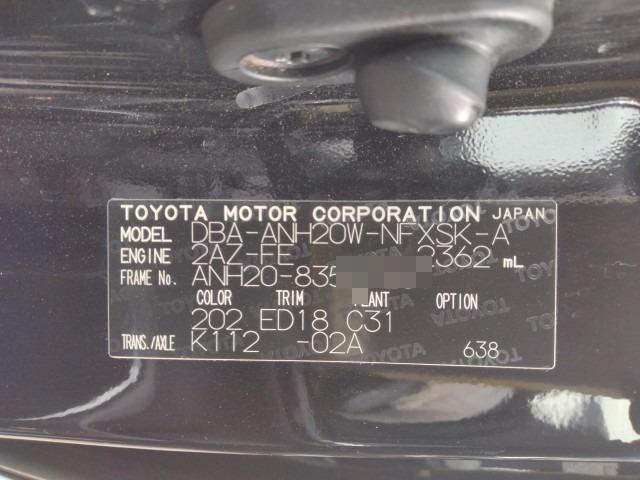 TOYOTA MOTOR CORPORATION JAPAN
MODEL DBA-ANH20W-NFXSK-A
ENGINE 2AZ-FE 2362 mL
FRAME No. ANH20-835
COLOR TRIM PLANT OPTION
202 ED18 C31
TRANS./AXLE K112 -02A 638